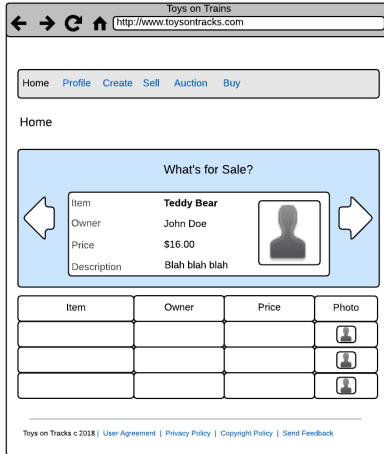 Toys on Trains
http://www.toysontracks.com
Home Profile Create Sell Auction Buy
Home
What's for Sale?
Item Teddy Bear
Owner John Doe
Price $16.00
Description Blah blah blah
Item Owner Price Photo
Toys on Tracks c 2018 | User Agreement | Privacy Policy | Copyright Policy | Send Feedback